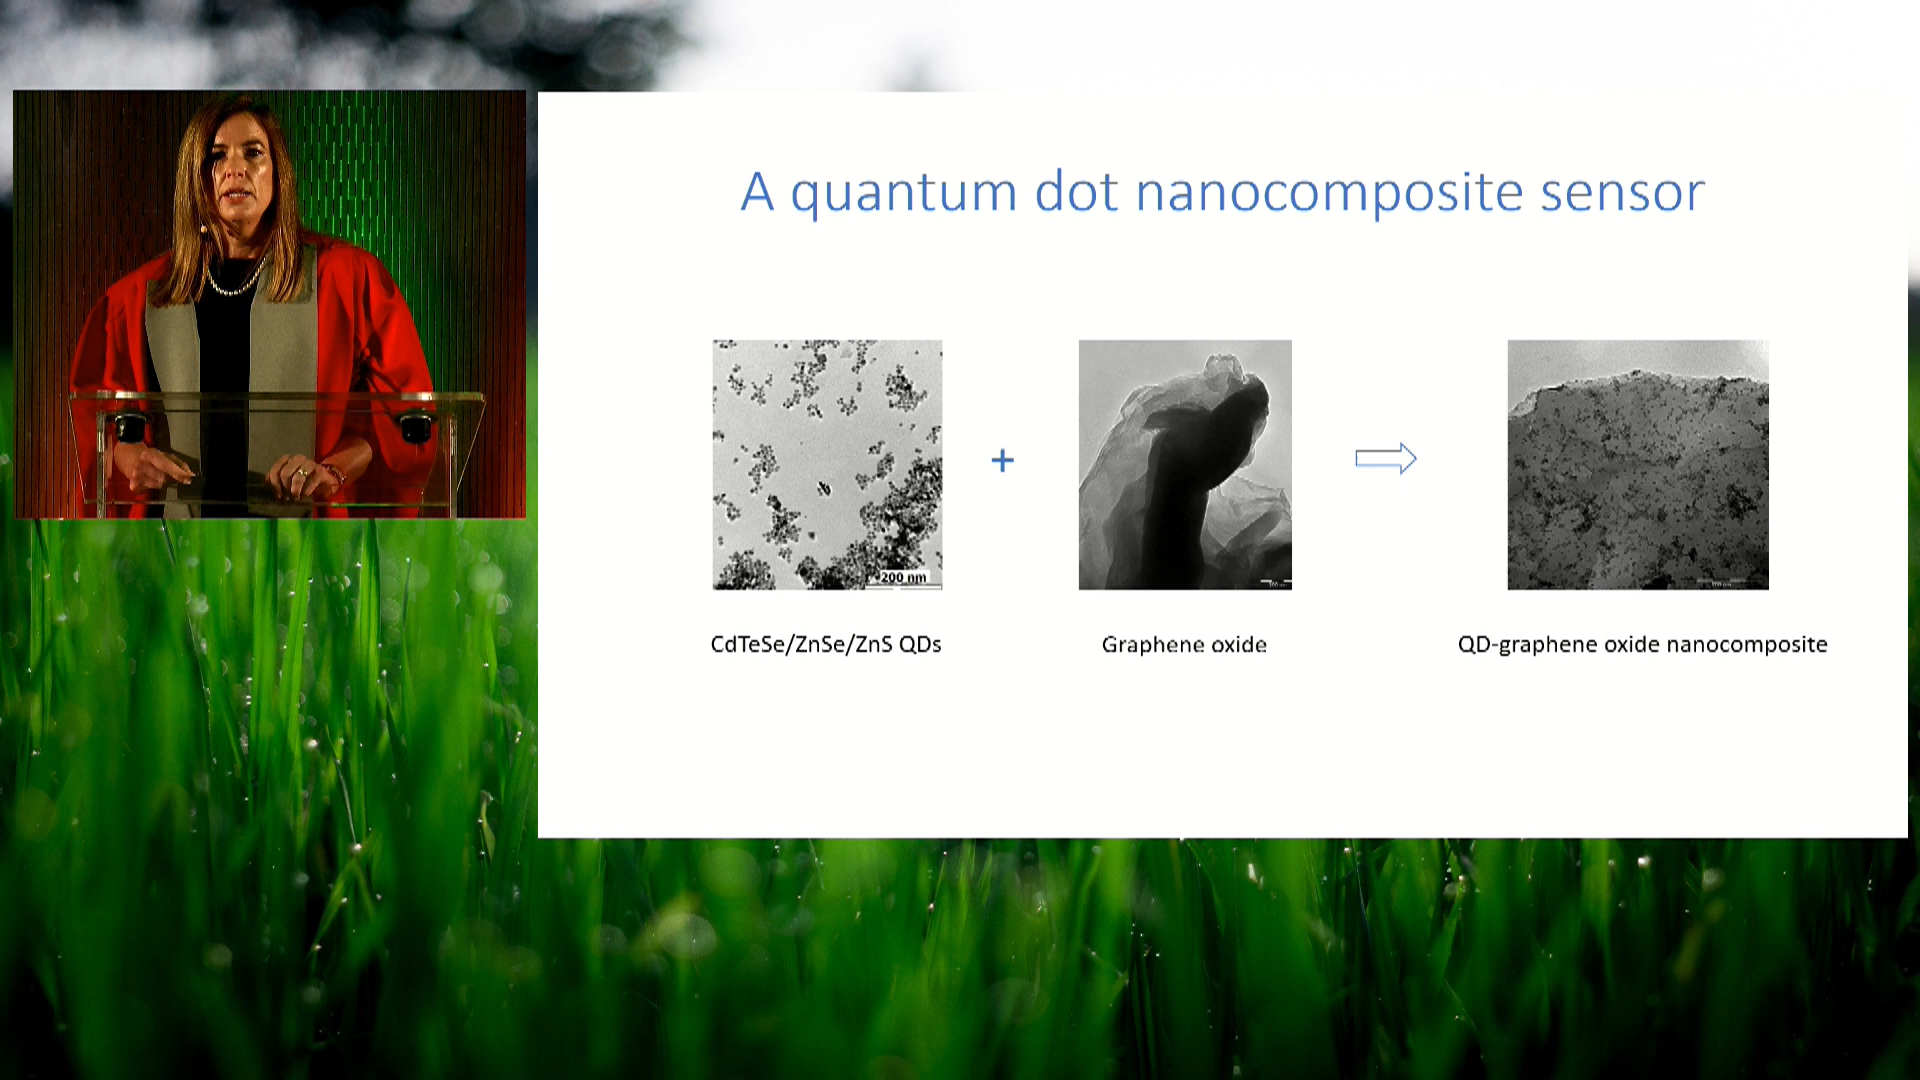 A quantum dot nanocomposite sensor
+
200 nm
CdTeSe/ZnSe/ZnS QDs
Graphene oxide
QD-graphene oxide nanocomposite